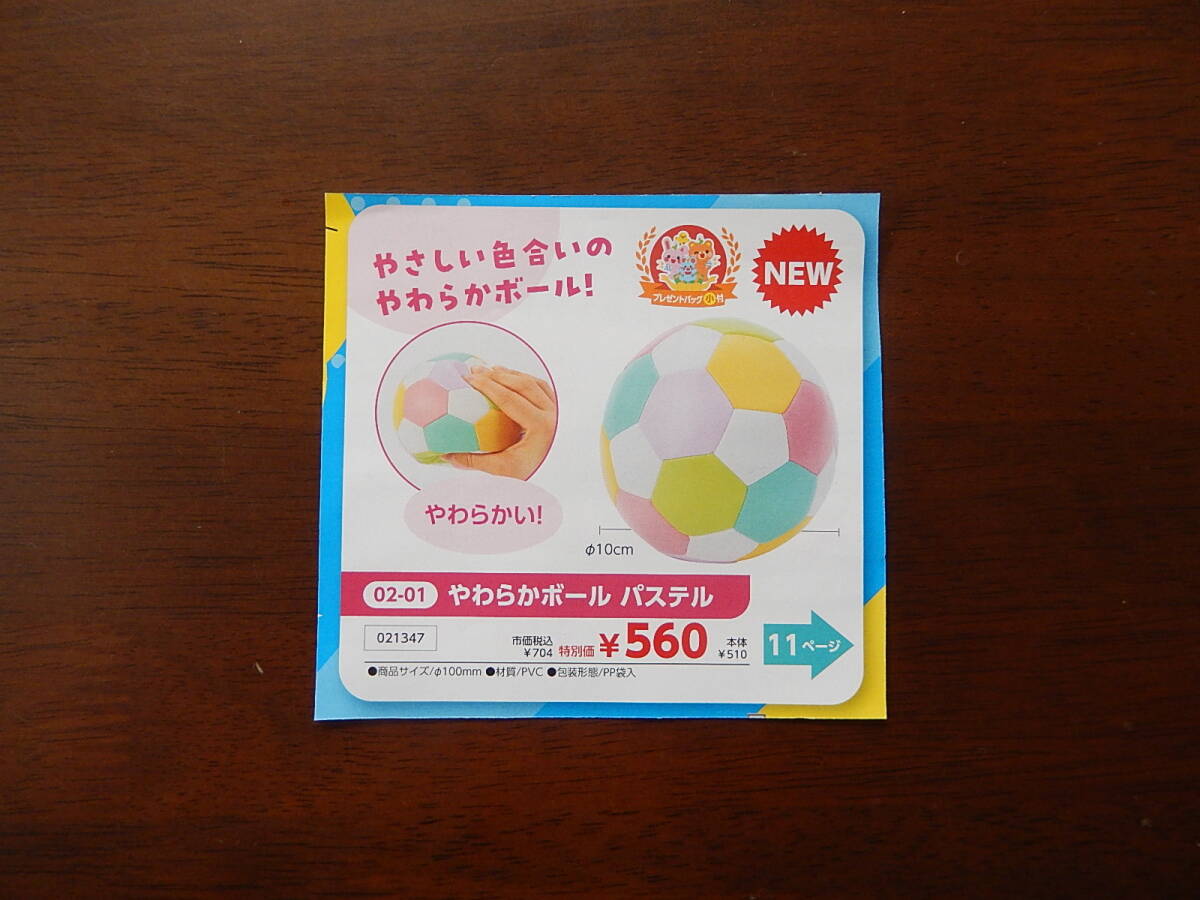 やさしい色合いの
やわらかボール!
プレゼントバッグ小付
NEW
やわらかい!
φ10cm
02-01 やわらかボール パステル
021347
市価税込
¥704
特別価 ¥560
本体
¥510
11ページ
●商品サイズ/φ100mm ●材質/PVC ●包装形態/PP袋入